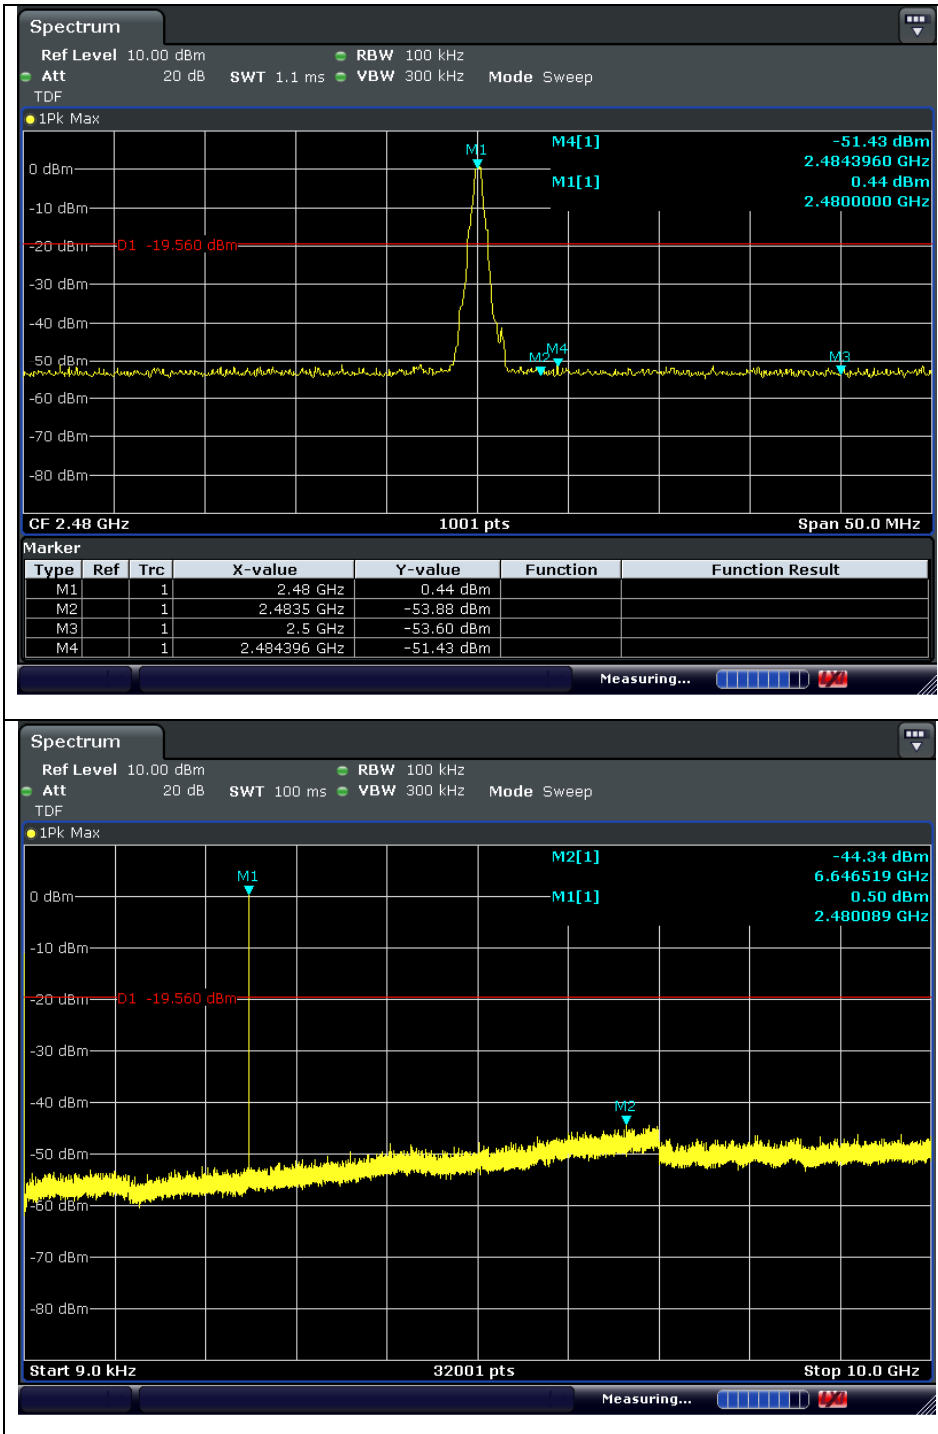 Spectrum
Ref Level 10.00 dBm RBW 100 kHz
Att 20 dB SWT 1.1 ms VBW 300 kHz Mode Sweep
TDF
1Pk Max
M4[1] -51.43 dBm
2.4843960 GHz
M1[1] 0.44 dBm
2.4800000 GHz
M1
0 dBm
-10 dBm
-20 dBm D1 -19.560 dBm
-30 dBm
-40 dBm
-50 dBm M2 M4 M3
-60 dBm
-70 dBm
-80 dBm
CF 2.48 GHz 1001 pts Span 50.0 MHz
Marker
Type Ref Trc X-value Y-value Function Function Result
M1 1 2.48 GHz 0.44 dBm
M2 1 2.4835 GHz -53.88 dBm
M3 1 2.5 GHz -53.60 dBm
M4 1 2.484396 GHz -51.43 dBm
Measuring...
Spectrum
Ref Level 10.00 dBm RBW 100 kHz
Att 20 dB SWT 100 ms VBW 300 kHz Mode Sweep
TDF
1Pk Max
M2[1] -44.34 dBm
6.646519 GHz
M1[1] 0.50 dBm
2.480089 GHz
M1
0 dBm
-10 dBm
-20 dBm D1 -19.560 dBm
-30 dBm
-40 dBm
M2
-50 dBm
-60 dBm
-70 dBm
-80 dBm
Start 9.0 kHz 32001 pts Stop 10.0 GHz
Measuring...